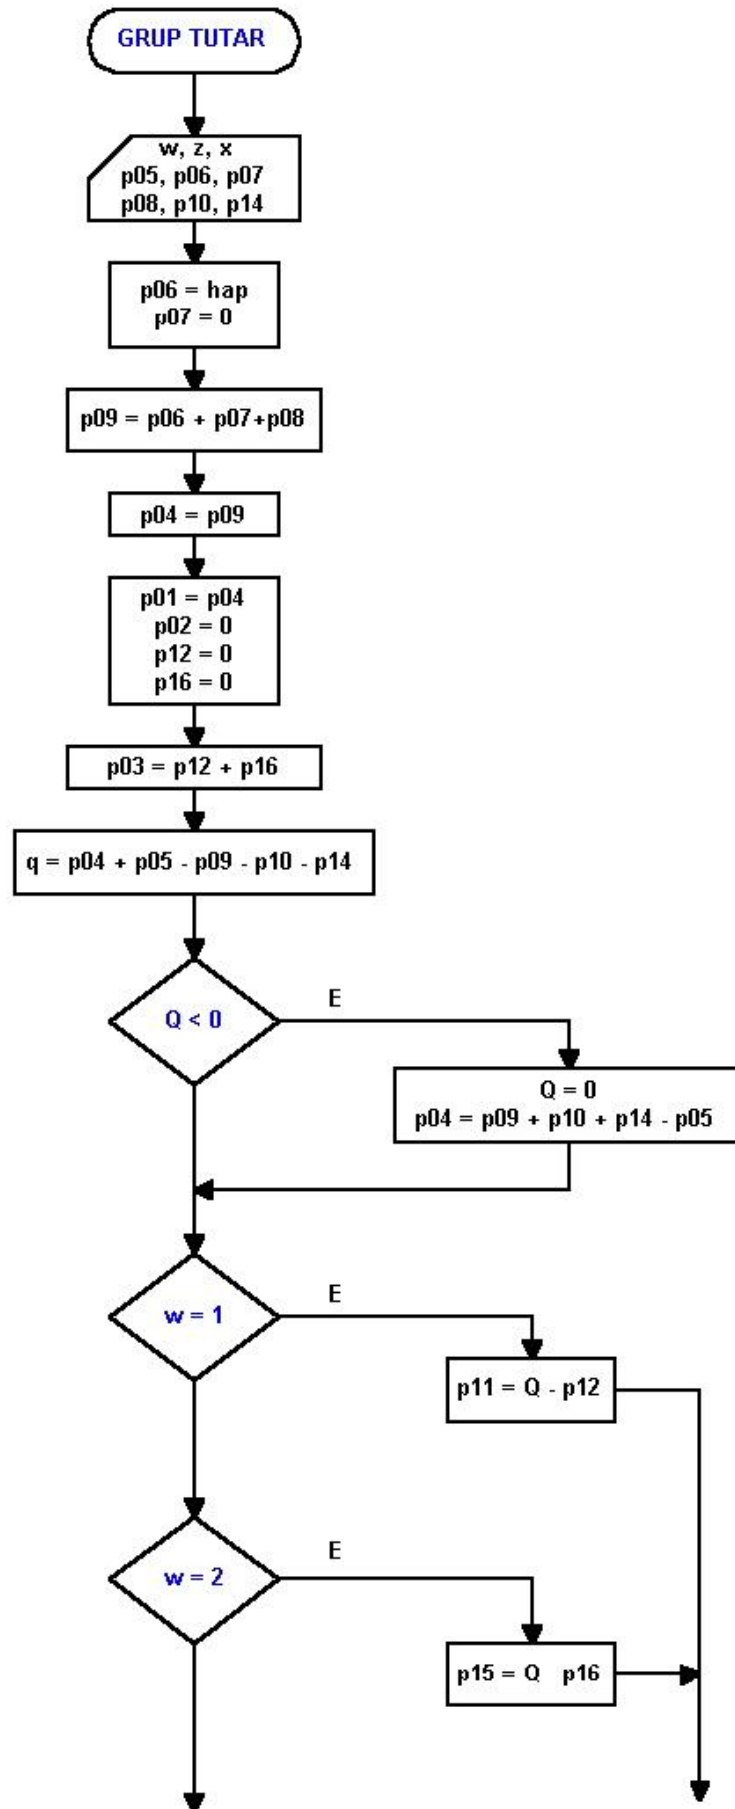 GRUP TUTAR
w, z, x
p05, p06, p07
p08, p10, p14
p06 = hap
p07 = 0
p09 = p06 + p07+p08
p04 = p09
p01 = p04
p02 = 0
p12 = 0
p16 = 0
p03 = p12 + p16
q = p04 + p05 - p09 - p10 - p14
Q < 0
E
Q = 0
p04 = p09 + p10 + p14 - p05
w = 1
E
p11 = Q - p12
w = 2
E
p15 = Q p16